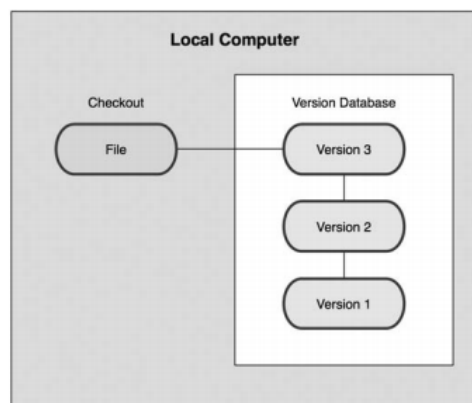 Local Computer
Checkout
Version Database
File
Version 3
Version 2
Version 1